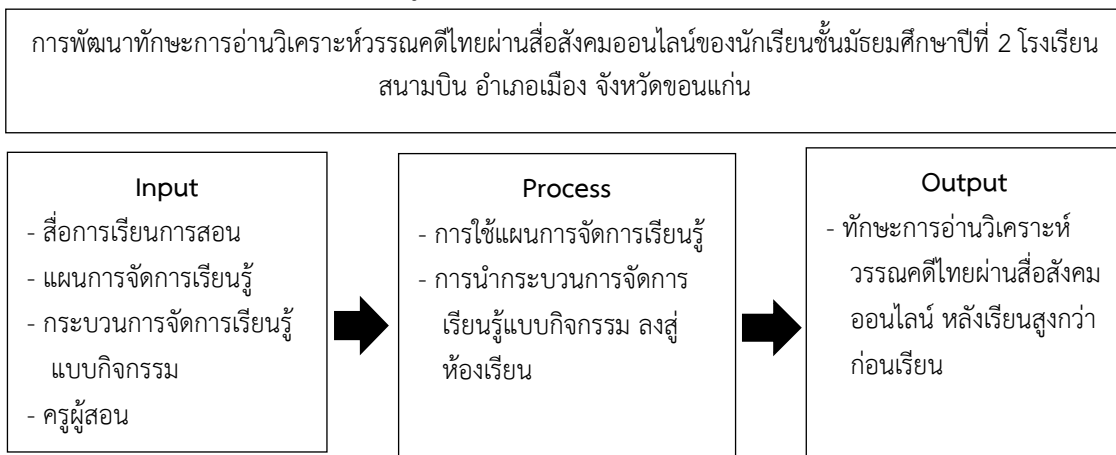 การพัฒนาทักษะการอ่านวิเคราะห์วรรณคดีไทยผ่านสื่อสังคมออนไลน์ของนักเรียนชั้นมัธยมศึกษาปีที่ 2 โรงเรียน
สนามบิน อำเภอเมือง จังหวัดขอนแก่น
Input
- สื่อการเรียนการสอน
- แผนการจัดการเรียนรู้
- กระบวนการจัดการเรียนรู้
แบบกิจกรรม
- ครูผู้สอน
Process
- การใช้แผนการจัดการเรียนรู้
- การนำกระบวนการจัดการ
เรียนรู้แบบกิจกรรม ลงสู่
ห้องเรียน
Output
- ทักษะการอ่านวิเคราะห์
วรรณคดีไทยผ่านสื่อสังคม
ออนไลน์ หลังเรียนสูงกว่า
ก่อนเรียน